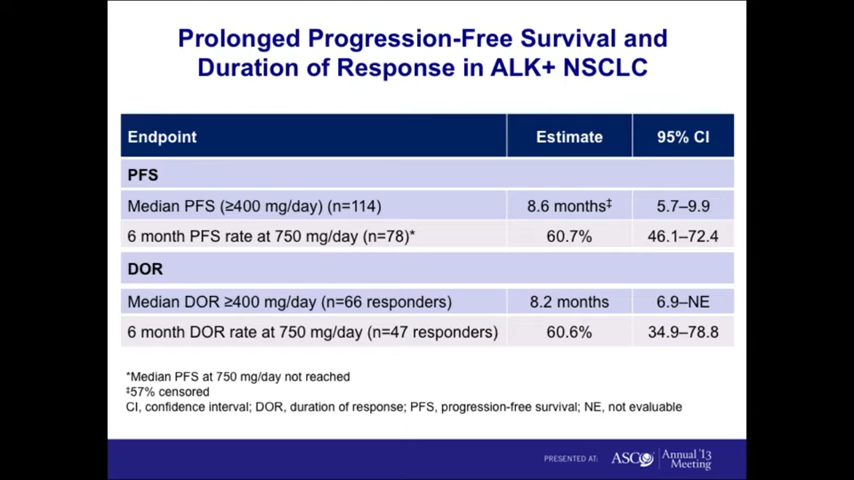 Prolonged Progression-Free Survival and
Duration of Response in ALK+ NSCLC
Endpoint Estimate 95% CI
PFS
Median PFS (≥400 mg/day) (n=114) 8.6 months‡ 5.7–9.9
6 month PFS rate at 750 mg/day (n=78)* 60.7% 46.1–72.4
DOR
Median DOR ≥400 mg/day (n=66 responders) 8.2 months 6.9–NE
6 month DOR rate at 750 mg/day (n=47 responders) 60.6% 34.9–78.8
*Median PFS at 750 mg/day not reached
‡57% censored
CI, confidence interval; DOR, duration of response; PFS, progression-free survival; NE, not evaluable
PRESENTED AT: ASCO Annual '13
Meeting